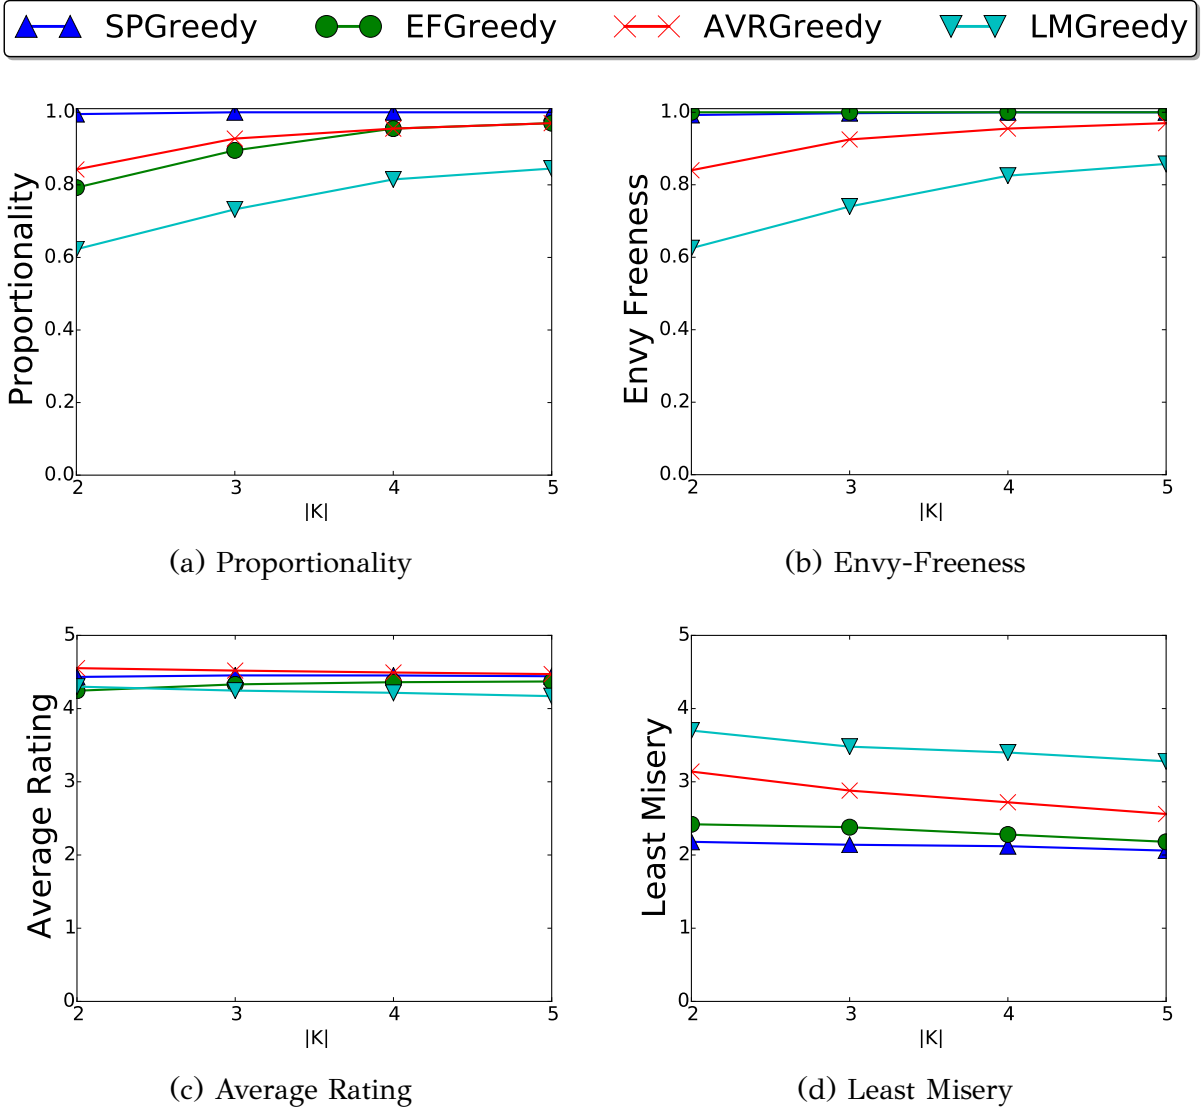 SPGreedy EFGreedy AVRGreedy LMGreedy
Proportionality
1.0
0.8
0.6
0.4
0.2
0.0
2 3 4 5
|K|
(a) Proportionality
Envy Freeness
1.0
0.8
0.6
0.4
0.2
0.0
2 3 4 5
|K|
(b) Envy-Freeness
Average Rating
5
4
3
2
1
0
2 3 4 5
|K|
(c) Average Rating
Least Misery
5
4
3
2
1
0
2 3 4 5
|K|
(d) Least Misery